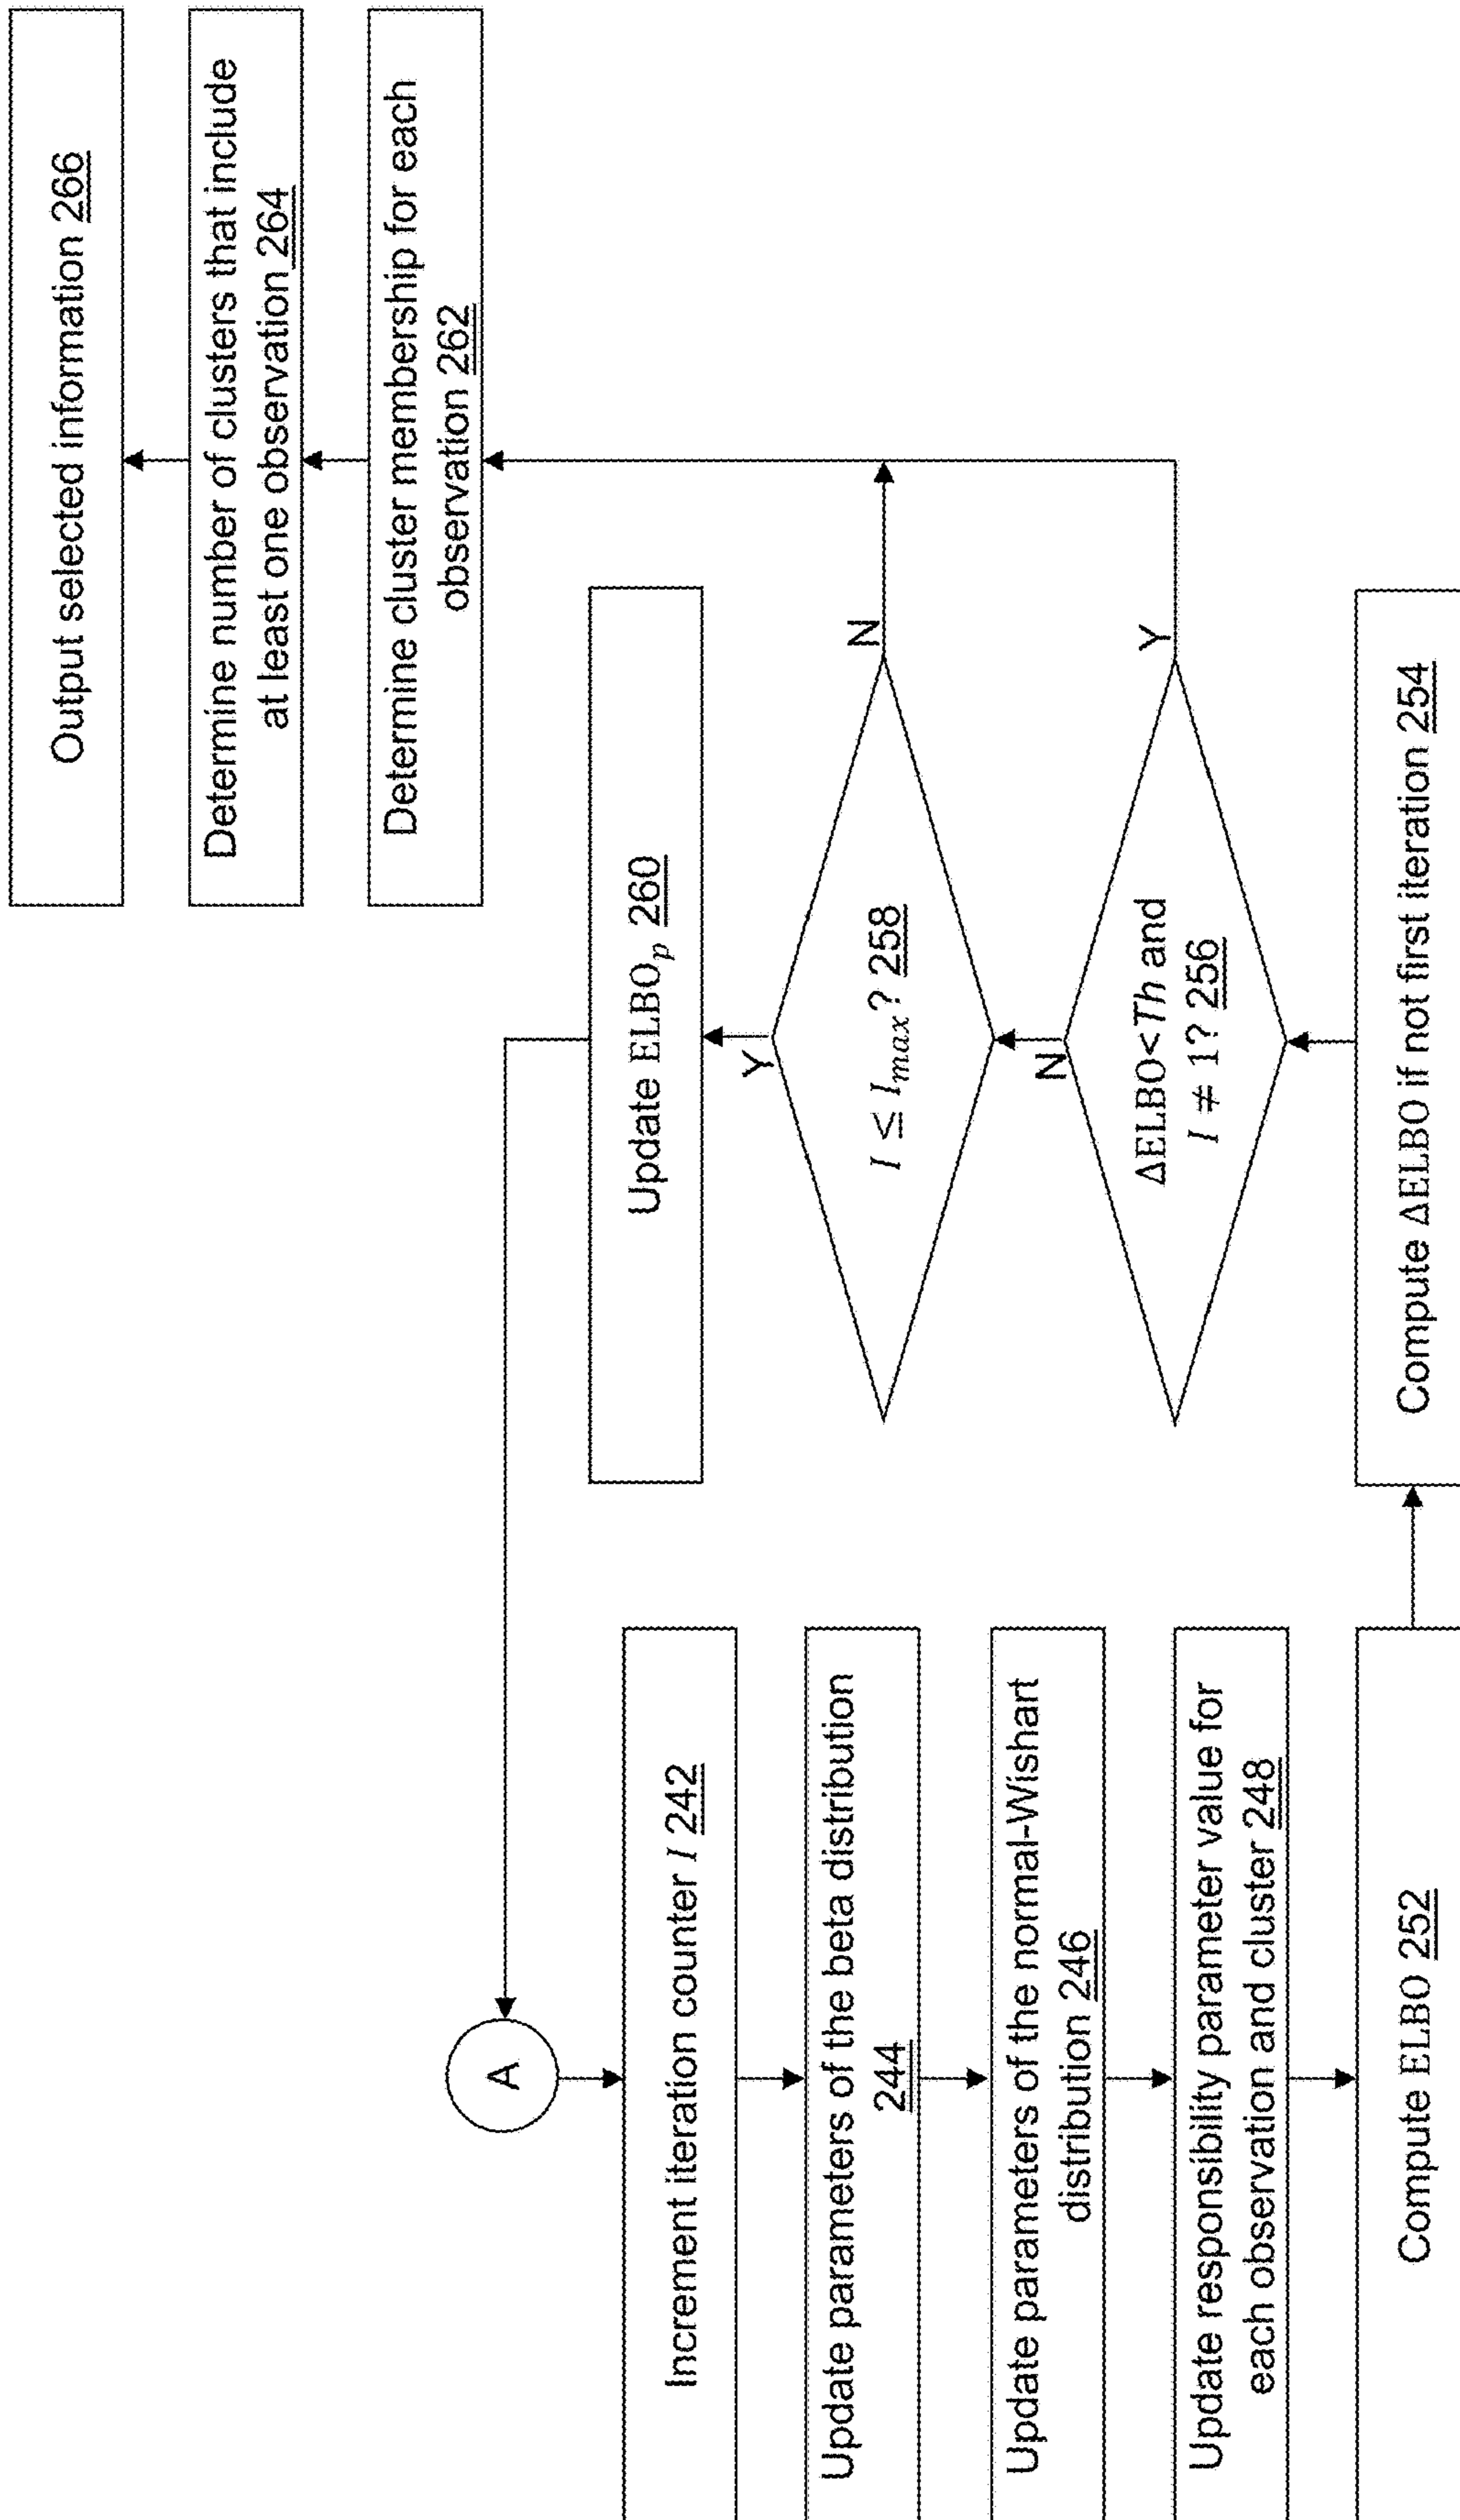 A
Increment iteration counter I 242
Update parameters of the beta distribution
244
Update parameters of the normal-Wishart
distribution 246
Update responsibility parameter value for
each observation and cluster 248
Compute ELBO 252
Compute ΔELBO if not first iteration 254
ΔELBO<Th and
I ≠ 1? 256
Y
N
I ≤ Imax? 258
N
Y
Update ELBOp 260
Determine cluster membership for each
observation 262
Determine number of clusters that include
at least one observation 264
Output selected information 266